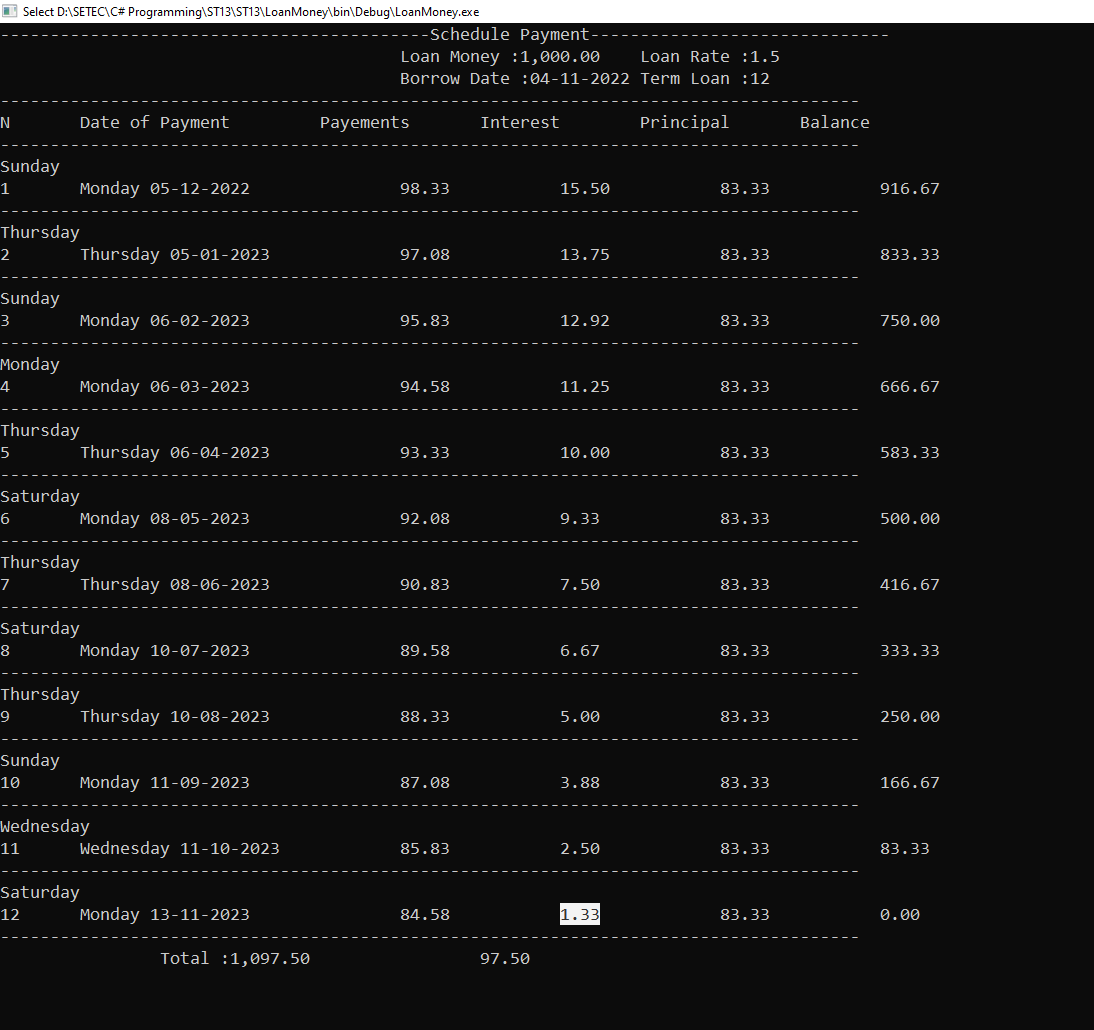 Select D:\SETEC\C# Programming\ST13\ST13\LoanMoney\bin\Debug\LoanMoney.exe
-------------------------------------------Schedule Payment------------------------------
Loan Money :1,000.00    Loan Rate :1.5
Borrow Date :04-11-2022 Term Loan :12
--------------------------------------------------------------------------------------
N       Date of Payment         Payements       Interest        Principal       Balance
--------------------------------------------------------------------------------------
Sunday
1       Monday 05-12-2022               98.33           15.50           83.33           916.67
--------------------------------------------------------------------------------------
Thursday
2       Thursday 05-01-2023             97.08           13.75           83.33           833.33
--------------------------------------------------------------------------------------
Sunday
3       Monday 06-02-2023               95.83           12.92           83.33           750.00
--------------------------------------------------------------------------------------
Monday
4       Monday 06-03-2023               94.58           11.25           83.33           666.67
--------------------------------------------------------------------------------------
Thursday
5       Thursday 06-04-2023             93.33           10.00           83.33           583.33
--------------------------------------------------------------------------------------
Saturday
6       Monday 08-05-2023               92.08           9.33            83.33           500.00
--------------------------------------------------------------------------------------
Thursday
7       Thursday 08-06-2023             90.83           7.50            83.33           416.67
--------------------------------------------------------------------------------------
Saturday
8       Monday 10-07-2023               89.58           6.67            83.33           333.33
--------------------------------------------------------------------------------------
Thursday
9       Thursday 10-08-2023             88.33           5.00            83.33           250.00
--------------------------------------------------------------------------------------
Sunday
10      Monday 11-09-2023               87.08           3.88            83.33           166.67
--------------------------------------------------------------------------------------
Wednesday
11      Wednesday 11-10-2023            85.83           2.50            83.33           83.33
--------------------------------------------------------------------------------------
Saturday
12      Monday 13-11-2023               84.58           1.33            83.33           0.00
--------------------------------------------------------------------------------------
Total :1,097.50                 97.50